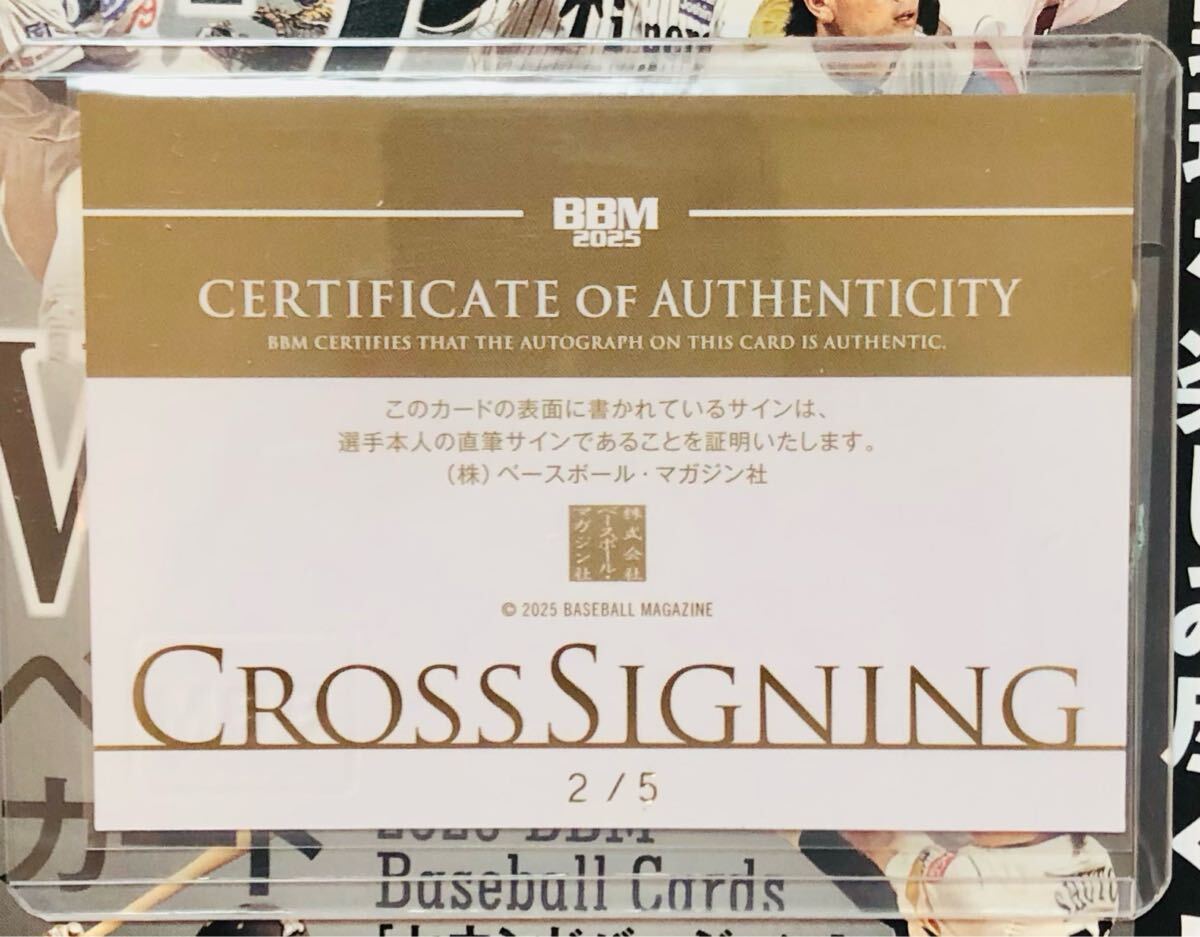 BBM
2025
CERTIFICATE OF AUTHENTICITY
BBM CERTIFIES THAT THE AUTOGRAPH ON THIS CARD IS AUTHENTIC.
このカードの表面に書かれているサインは、
選手本人の直筆サインであることを証明いたします。
（株）ベースボール・マガジン社
株式会社
ベースボール・
マガジン社
© 2025 BASEBALL MAGAZINE
CROSSSIGNING
2 / 5
Baseball Cards